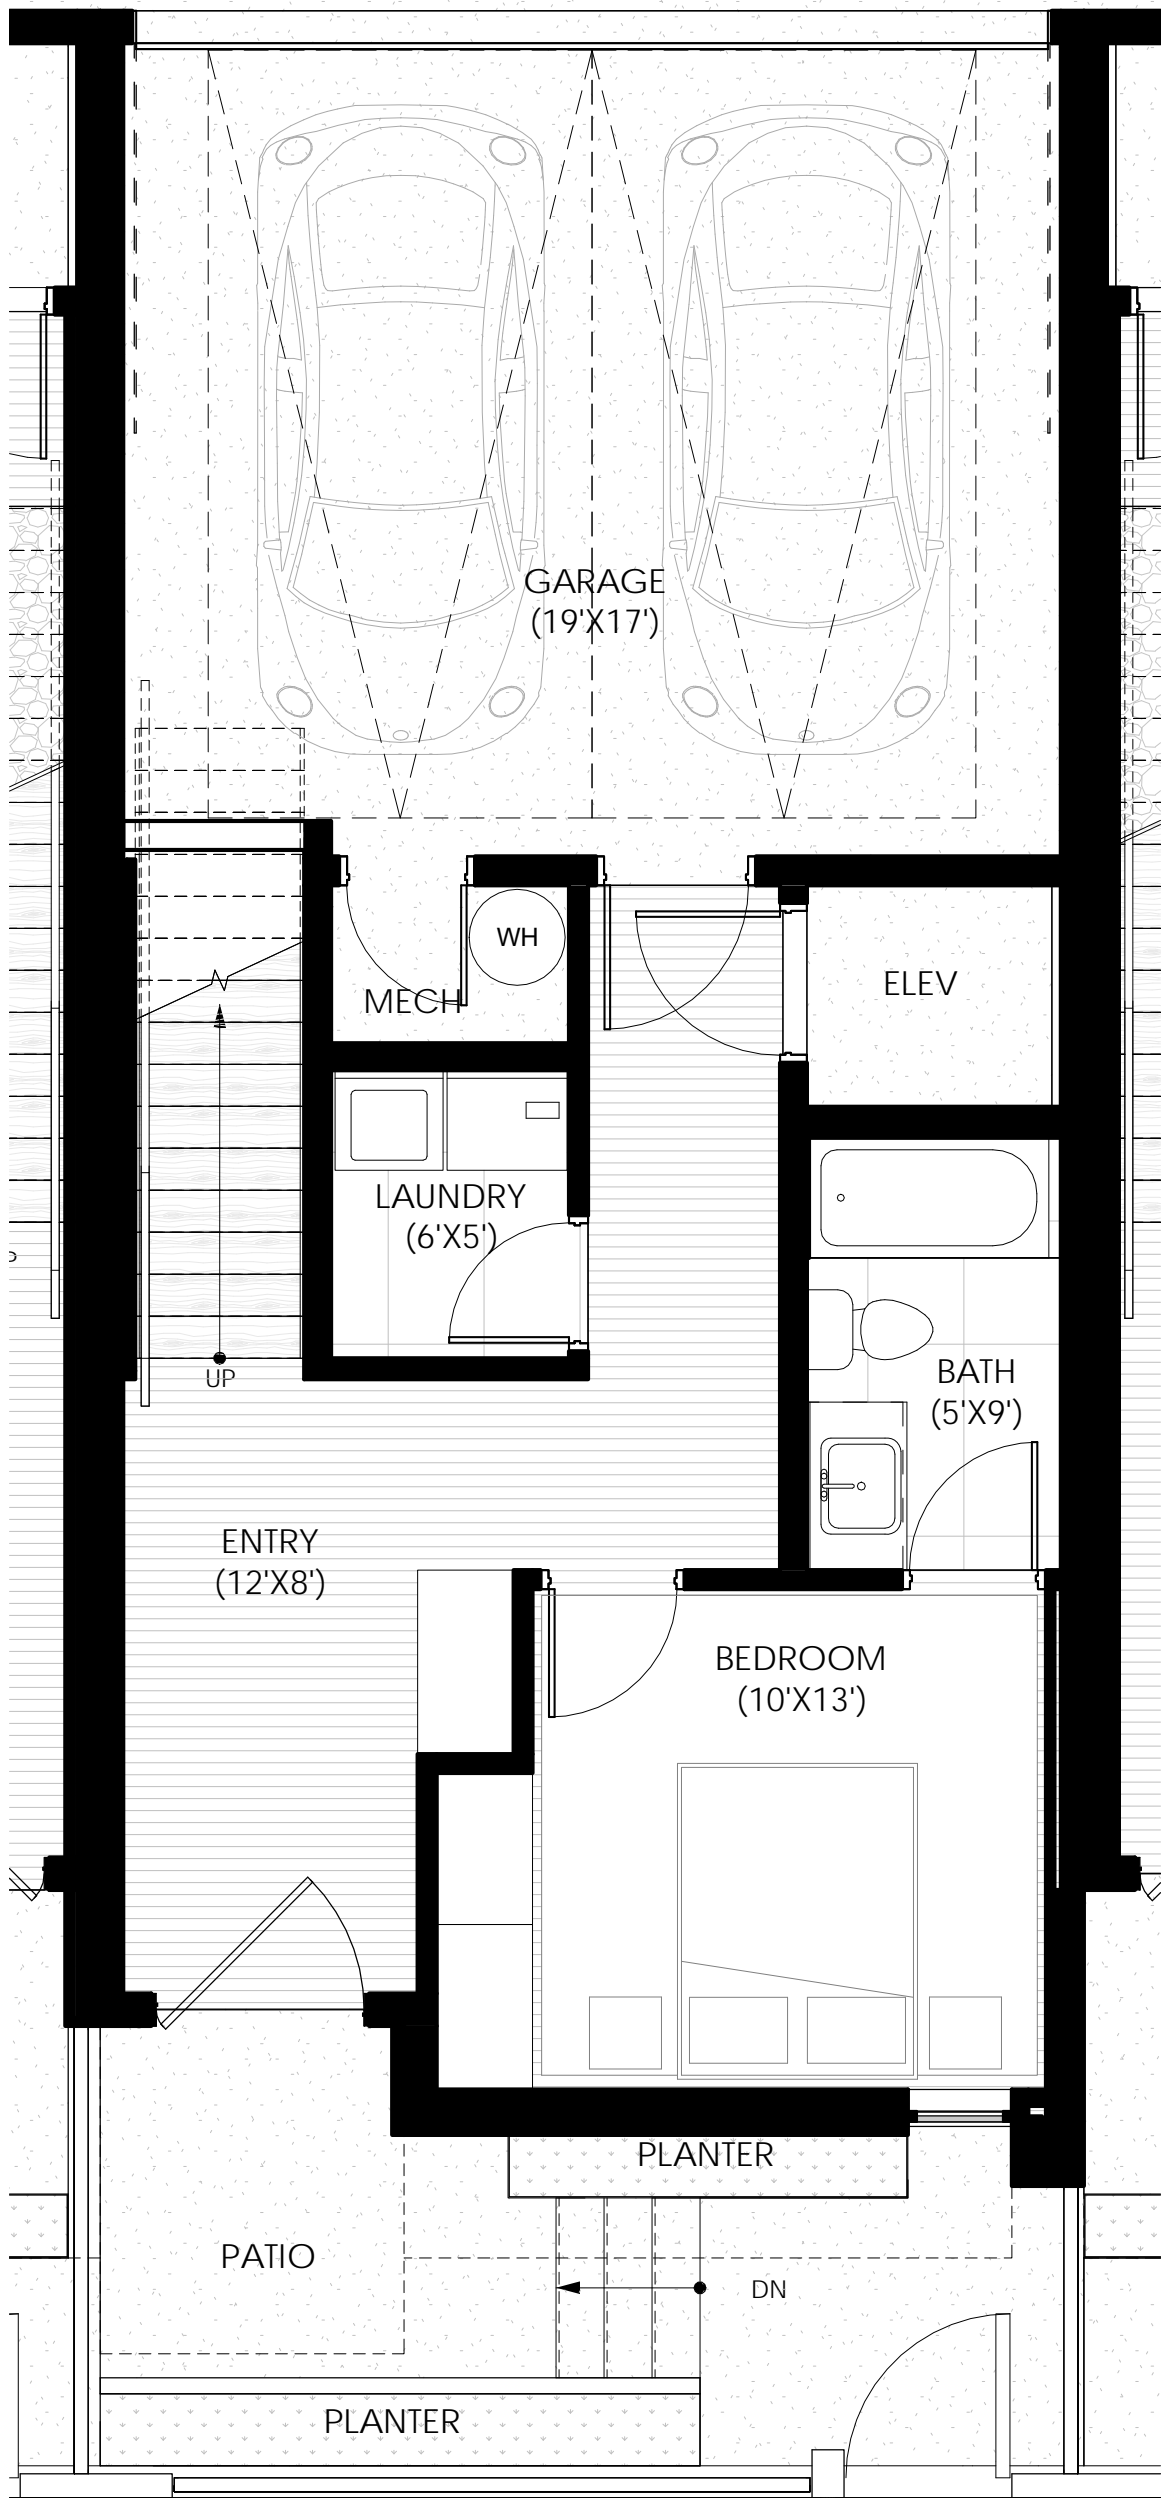 GARAGE
(19'X17')
WH
MECH
ELEV
LAUNDRY
(6'X5')
UP
BATH
(5'X9')
ENTRY
(12'X8')
BEDROOM
(10'X13')
PLANTER
PATIO
DN
PLANTER